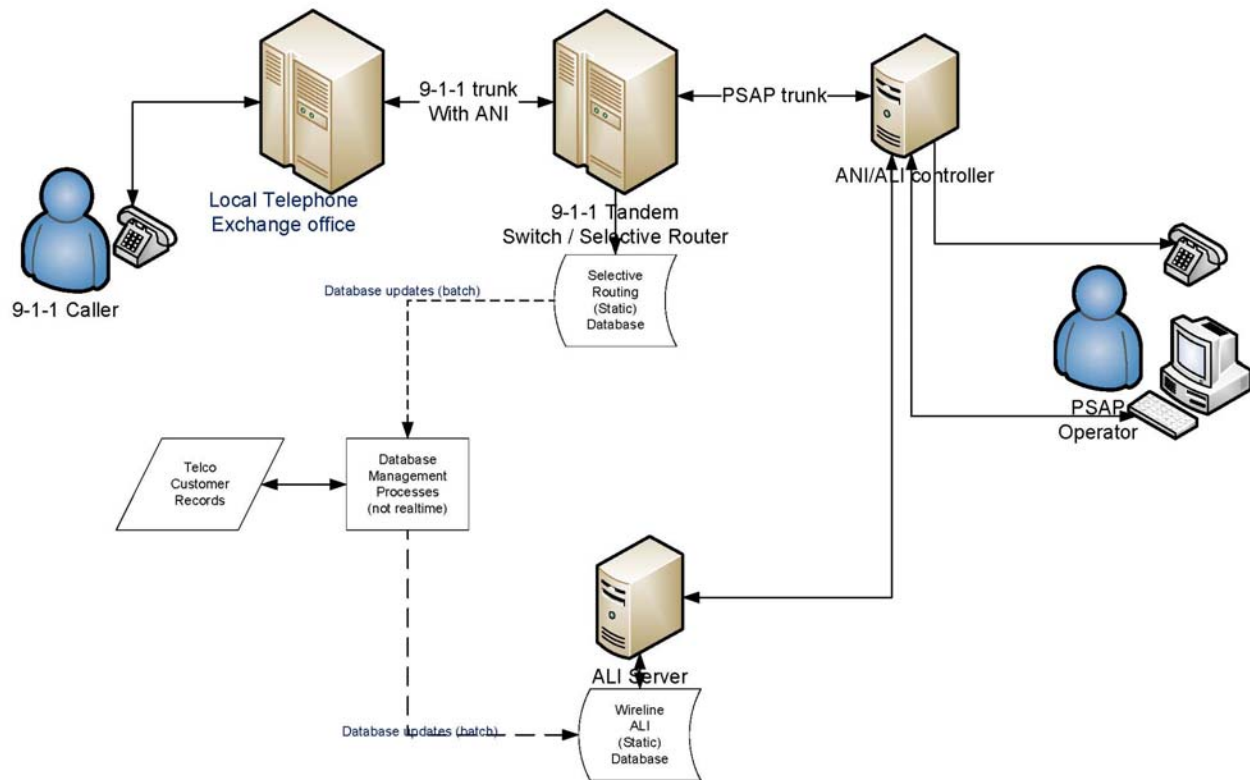 9-1-1 trunk
With ANI
PSAP trunk
Local Telephone
Exchange office
9-1-1 Tandem
Switch / Selective Router
ANI/ALI controller
9-1-1 Caller
Database updates (batch)
Selective
Routing
(Static)
Database
PSAP
Operator
Telco
Customer
Records
Database
Management
Processes
(not realtime)
ALI Server
Database updates (batch)
Wireline
ALI
(Static)
Database